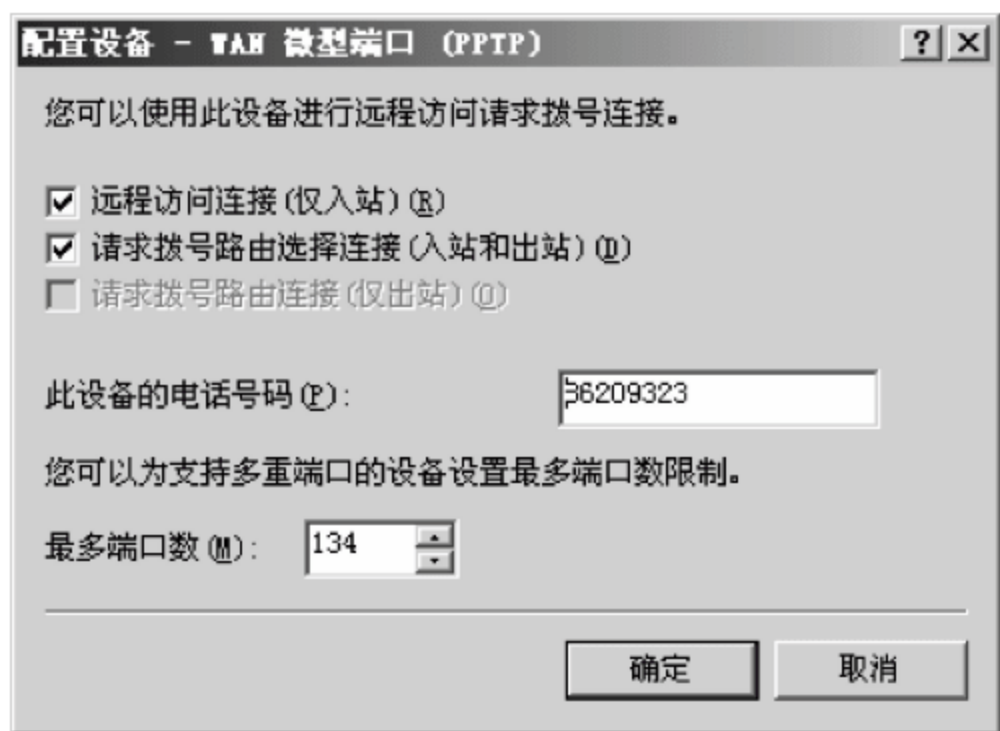 配置设备 - WAN 微型端口 (PPTP)
您可以使用此设备进行远程访问请求拨号连接。
远程访问连接(仅入站)(R)
请求拨号路由选择连接(入站和出站)(D)
请求拨号路由连接(仅出站)(O)
此设备的电话号码(P): 86209323
您可以为支持多重端口的设备设置最多端口数限制。
最多端口数(M): 134
确定 取消